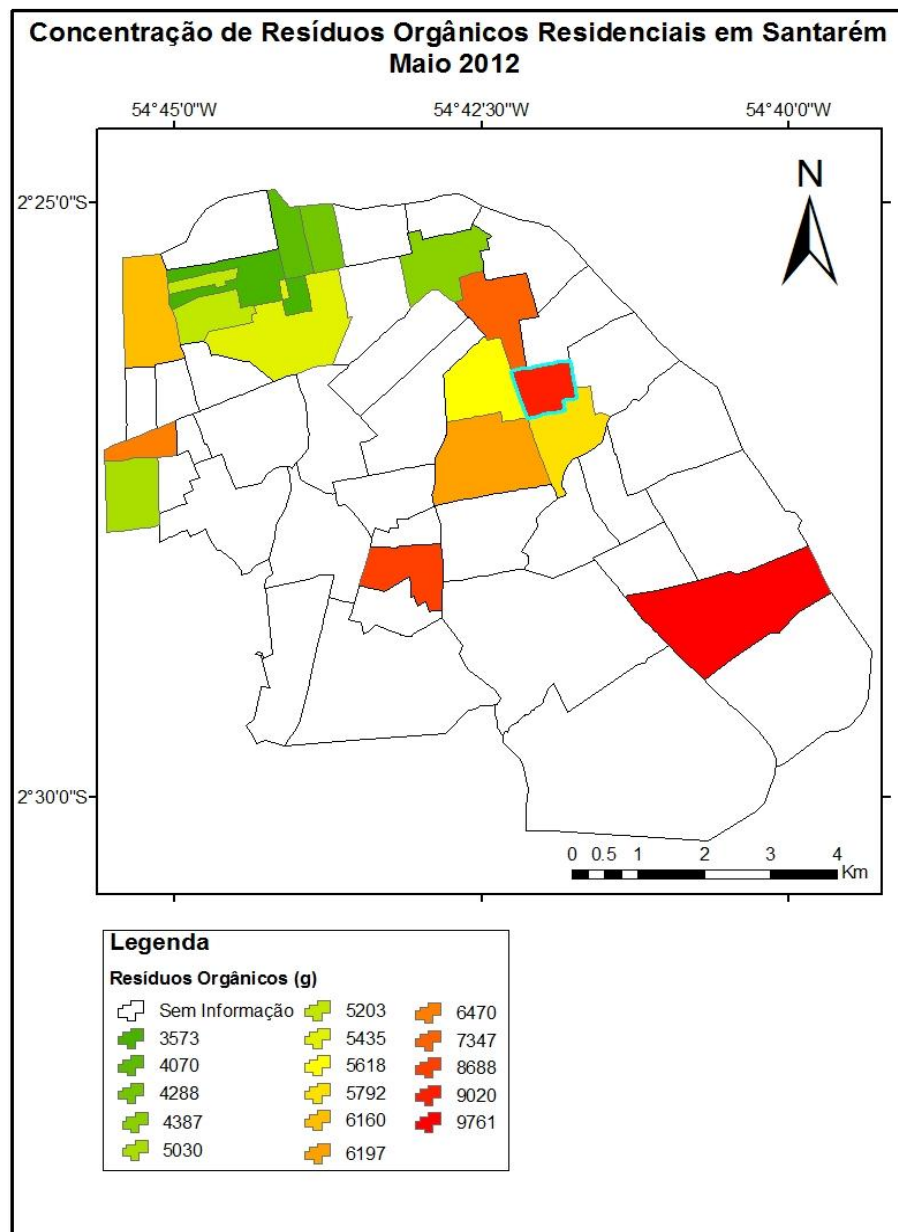 Concentração de Resíduos Orgânicos Residenciais em Santarém
Maio 2012
54°45'0"W
54°42'30"W
54°40'0"W
2°25'0"S
N
2°30'0"S
0 0.5 1 2 3 4
Km
Legenda
Resíduos Orgânicos (g)
Sem Informação
3573
4070
4288
4387
5030
5203
5435
5618
5792
6160
6197
6470
7347
8688
9020
9761